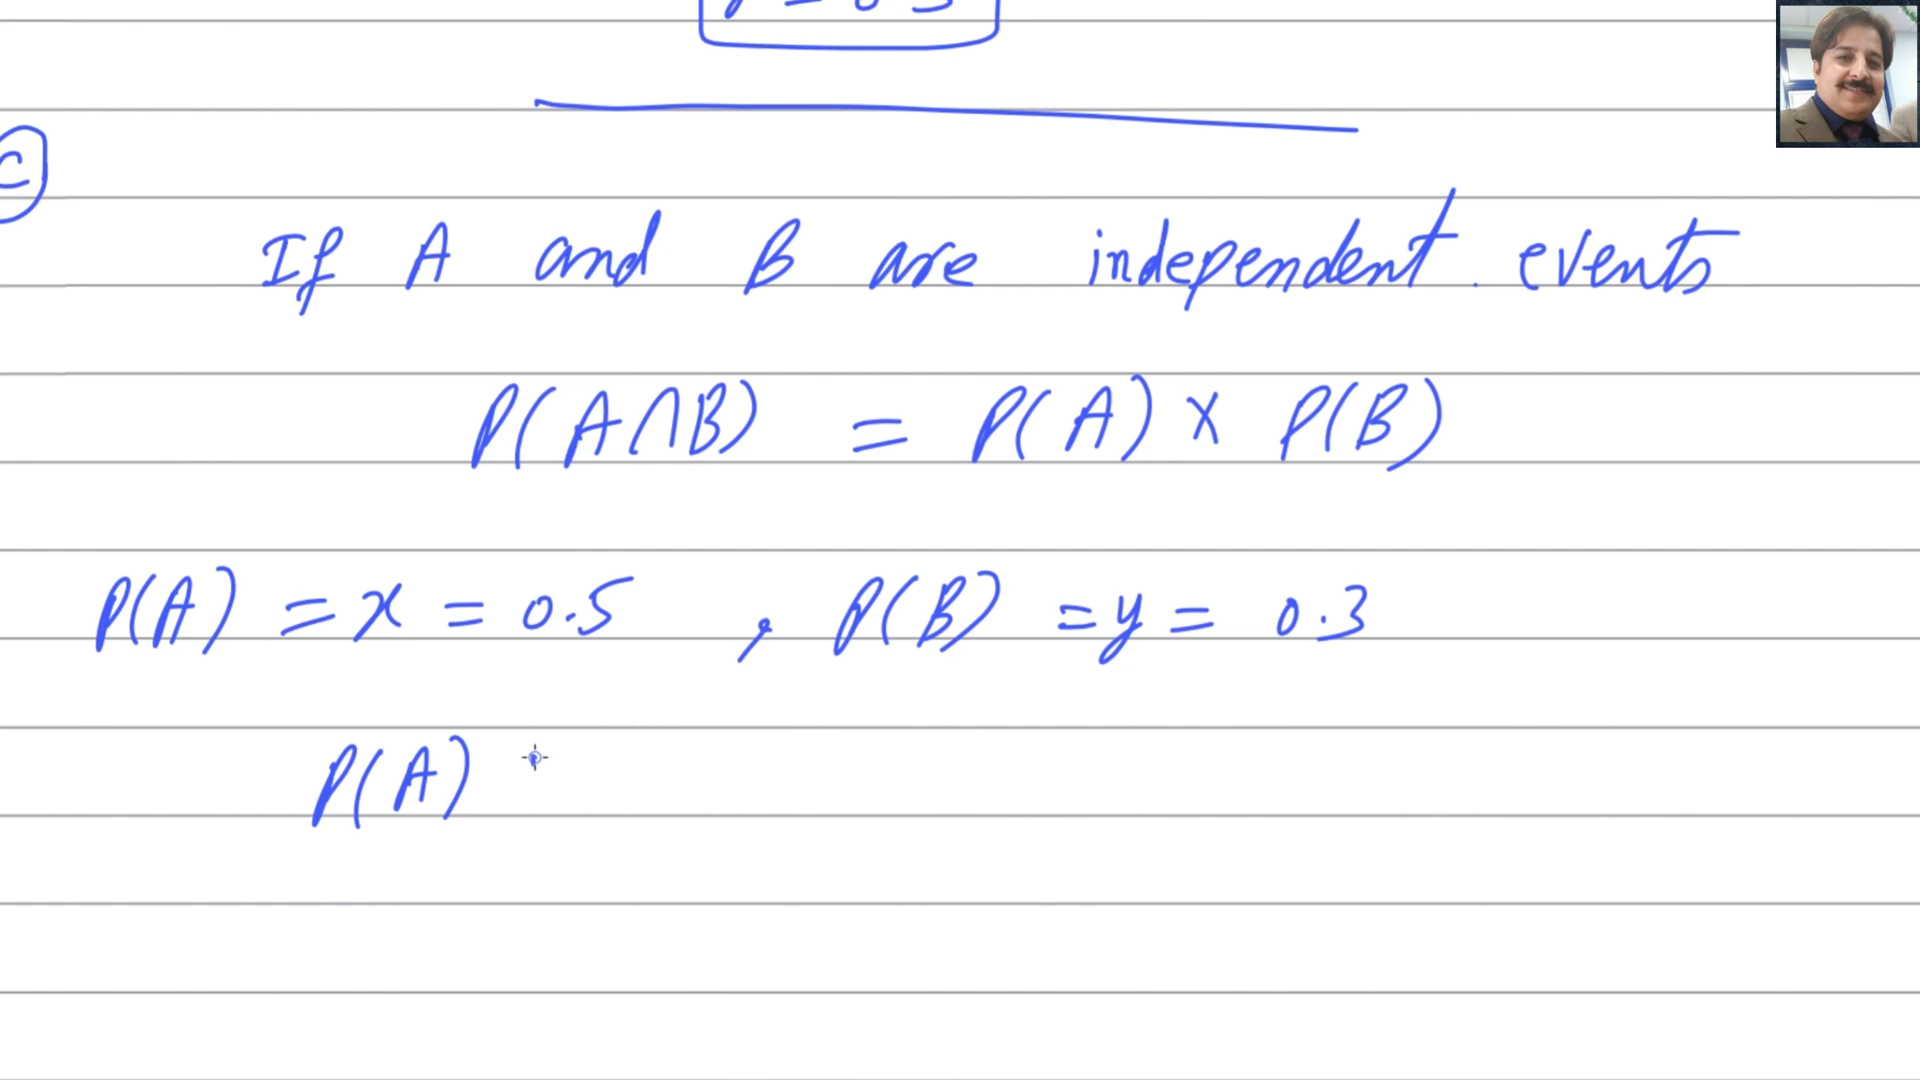 C
If A and B are independent events
P(A∩B) = P(A) × P(B)
P(A) = x = 0.5 , P(B) = y = 0.3
P(A)